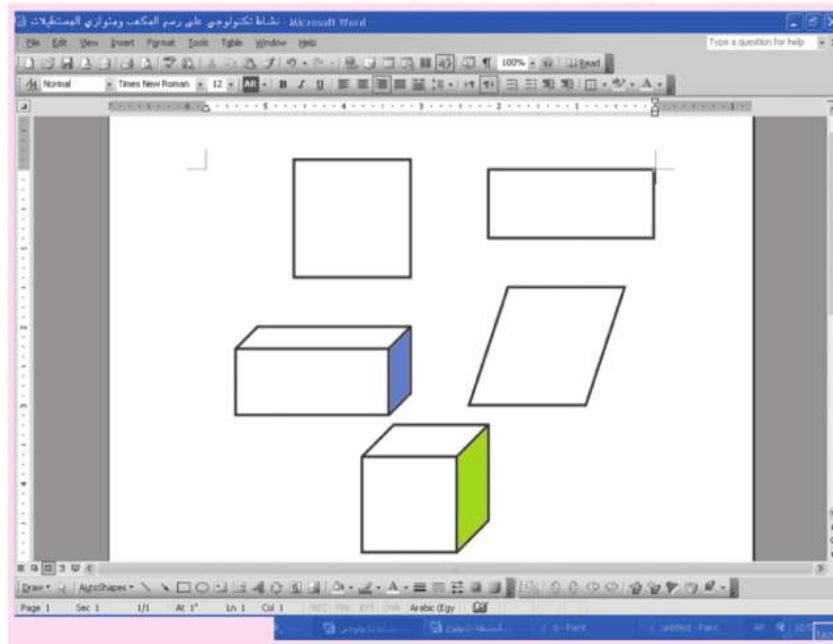 نشاط تكنولوجي على رسم المكعب ومتوازي المستطيلات - Microsoft Word
File Edit View Insert Format Tools Table Window Help
Type a question for help
100% Read
Normal Times New Roman 12
Draw AutoShapes
Page 1 Sec 1 1/1 At 1" Ln 1 Col 1 REC TRK EXT OVR Arabic (Egy
6 - Paint untitled - Paint AR